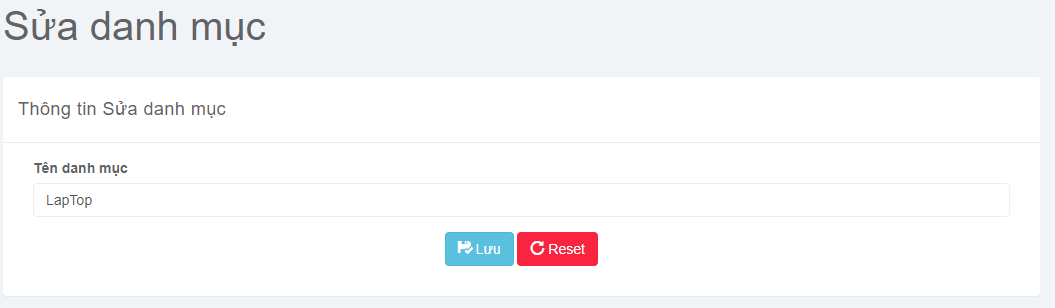 Sửa danh mục
Thông tin Sửa danh mục
Tên danh mục
LapTop
Lưu Reset